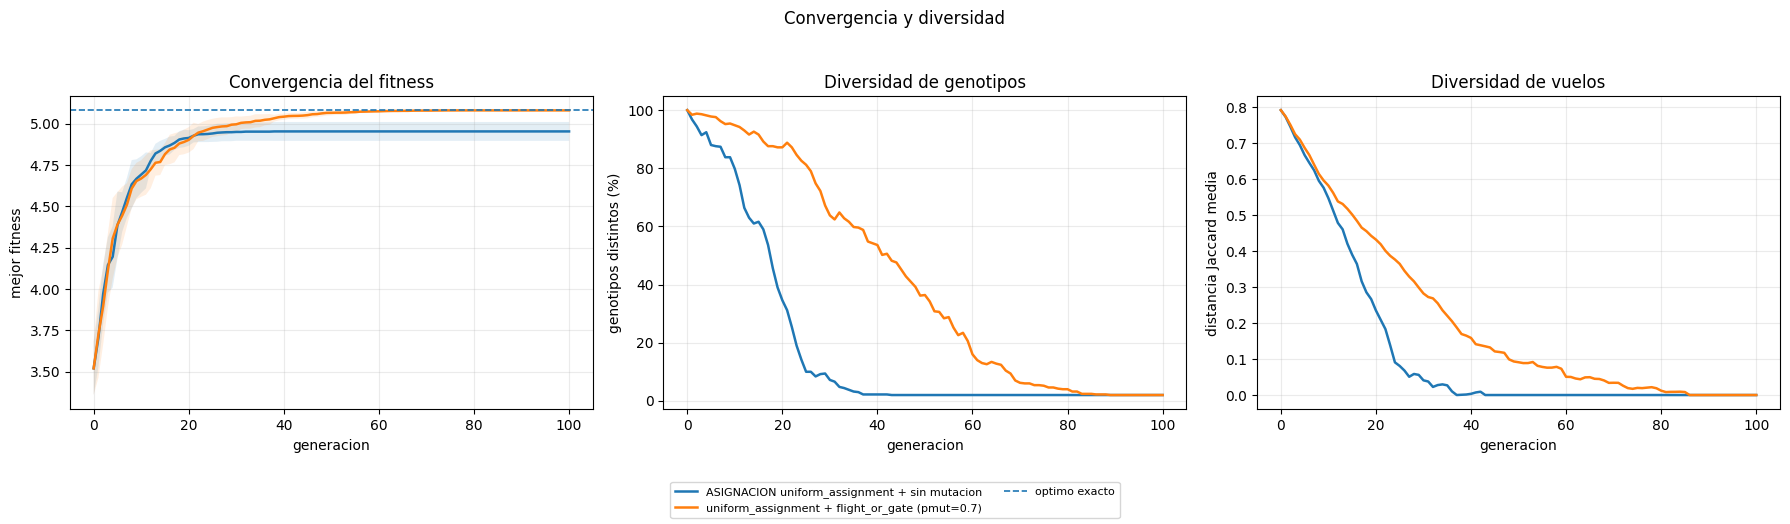 Convergencia y diversidad
Convergencia del fitness
mejor fitness
5.00
4.75
4.50
4.25
4.00
3.75
3.50
0 20 40 60 80 100
generacion
Diversidad de genotipos
genotipos distintos (%)
100
80
60
40
20
0
0 20 40 60 80 100
generacion
Diversidad de vuelos
distancia Jaccard media
0.8
0.7
0.6
0.5
0.4
0.3
0.2
0.1
0.0
0 20 40 60 80 100
generacion
ASIGNACION uniform_assignment + sin mutacion
uniform_assignment + flight_or_gate (pmut=0.7)
optimo exacto